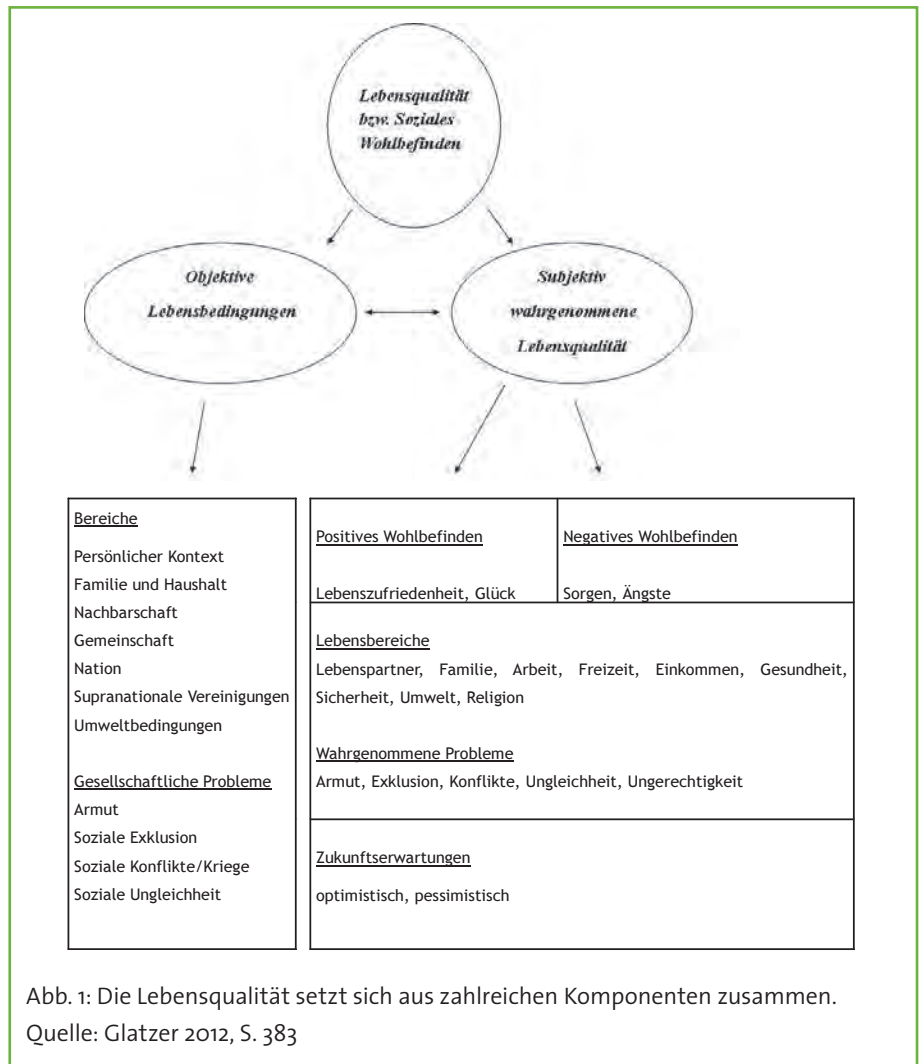 Lebensqualität
bzw. Soziales
Wohlbefinden
Objektive
Lebensbedingungen
Subjektiv
wahrgenommene
Lebensqualität
Bereiche
Persönlicher Kontext
Familie und Haushalt
Nachbarschaft
Gemeinschaft
Nation
Supranationale Vereinigungen
Umweltbedingungen
Gesellschaftliche Probleme
Armut
Soziale Exklusion
Soziale Konflikte/Kriege
Soziale Ungleichheit
Positives Wohlbefinden
Lebenszufriedenheit, Glück
Negatives Wohlbefinden
Sorgen, Ängste
Lebensbereiche
Lebenspartner, Familie, Arbeit, Freizeit, Einkommen, Gesundheit,
Sicherheit, Umwelt, Religion
Wahrgenommene Probleme
Armut, Exklusion, Konflikte, Ungleichheit, Ungerechtigkeit
Zukunftserwartungen
optimistisch, pessimistisch
Abb. 1: Die Lebensqualität setzt sich aus zahlreichen Komponenten zusammen.
Quelle: Glatzer 2012, S. 383